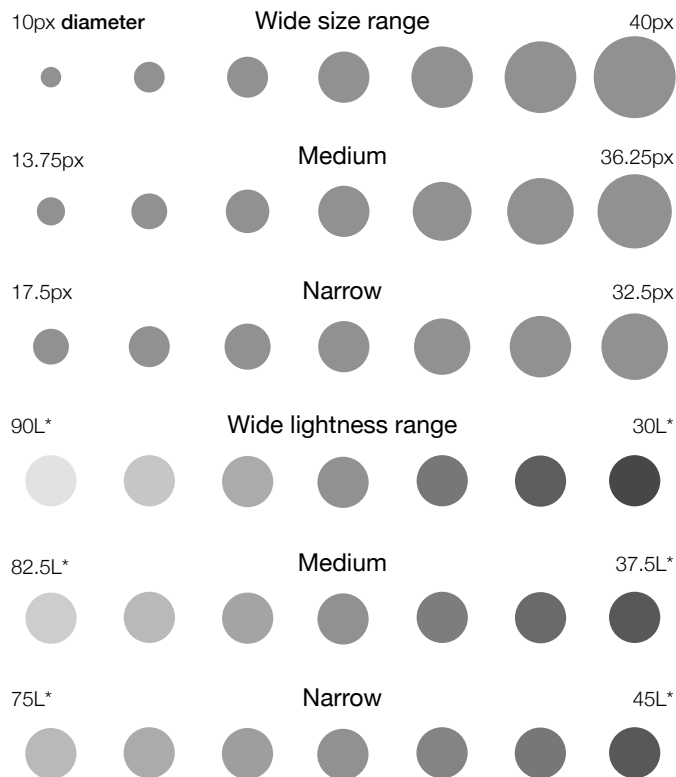 10px diameter Wide size range 40px
13.75px Medium 36.25px
17.5px Narrow 32.5px
90L* Wide lightness range 30L*
82.5L* Medium 37.5L*
75L* Narrow 45L*